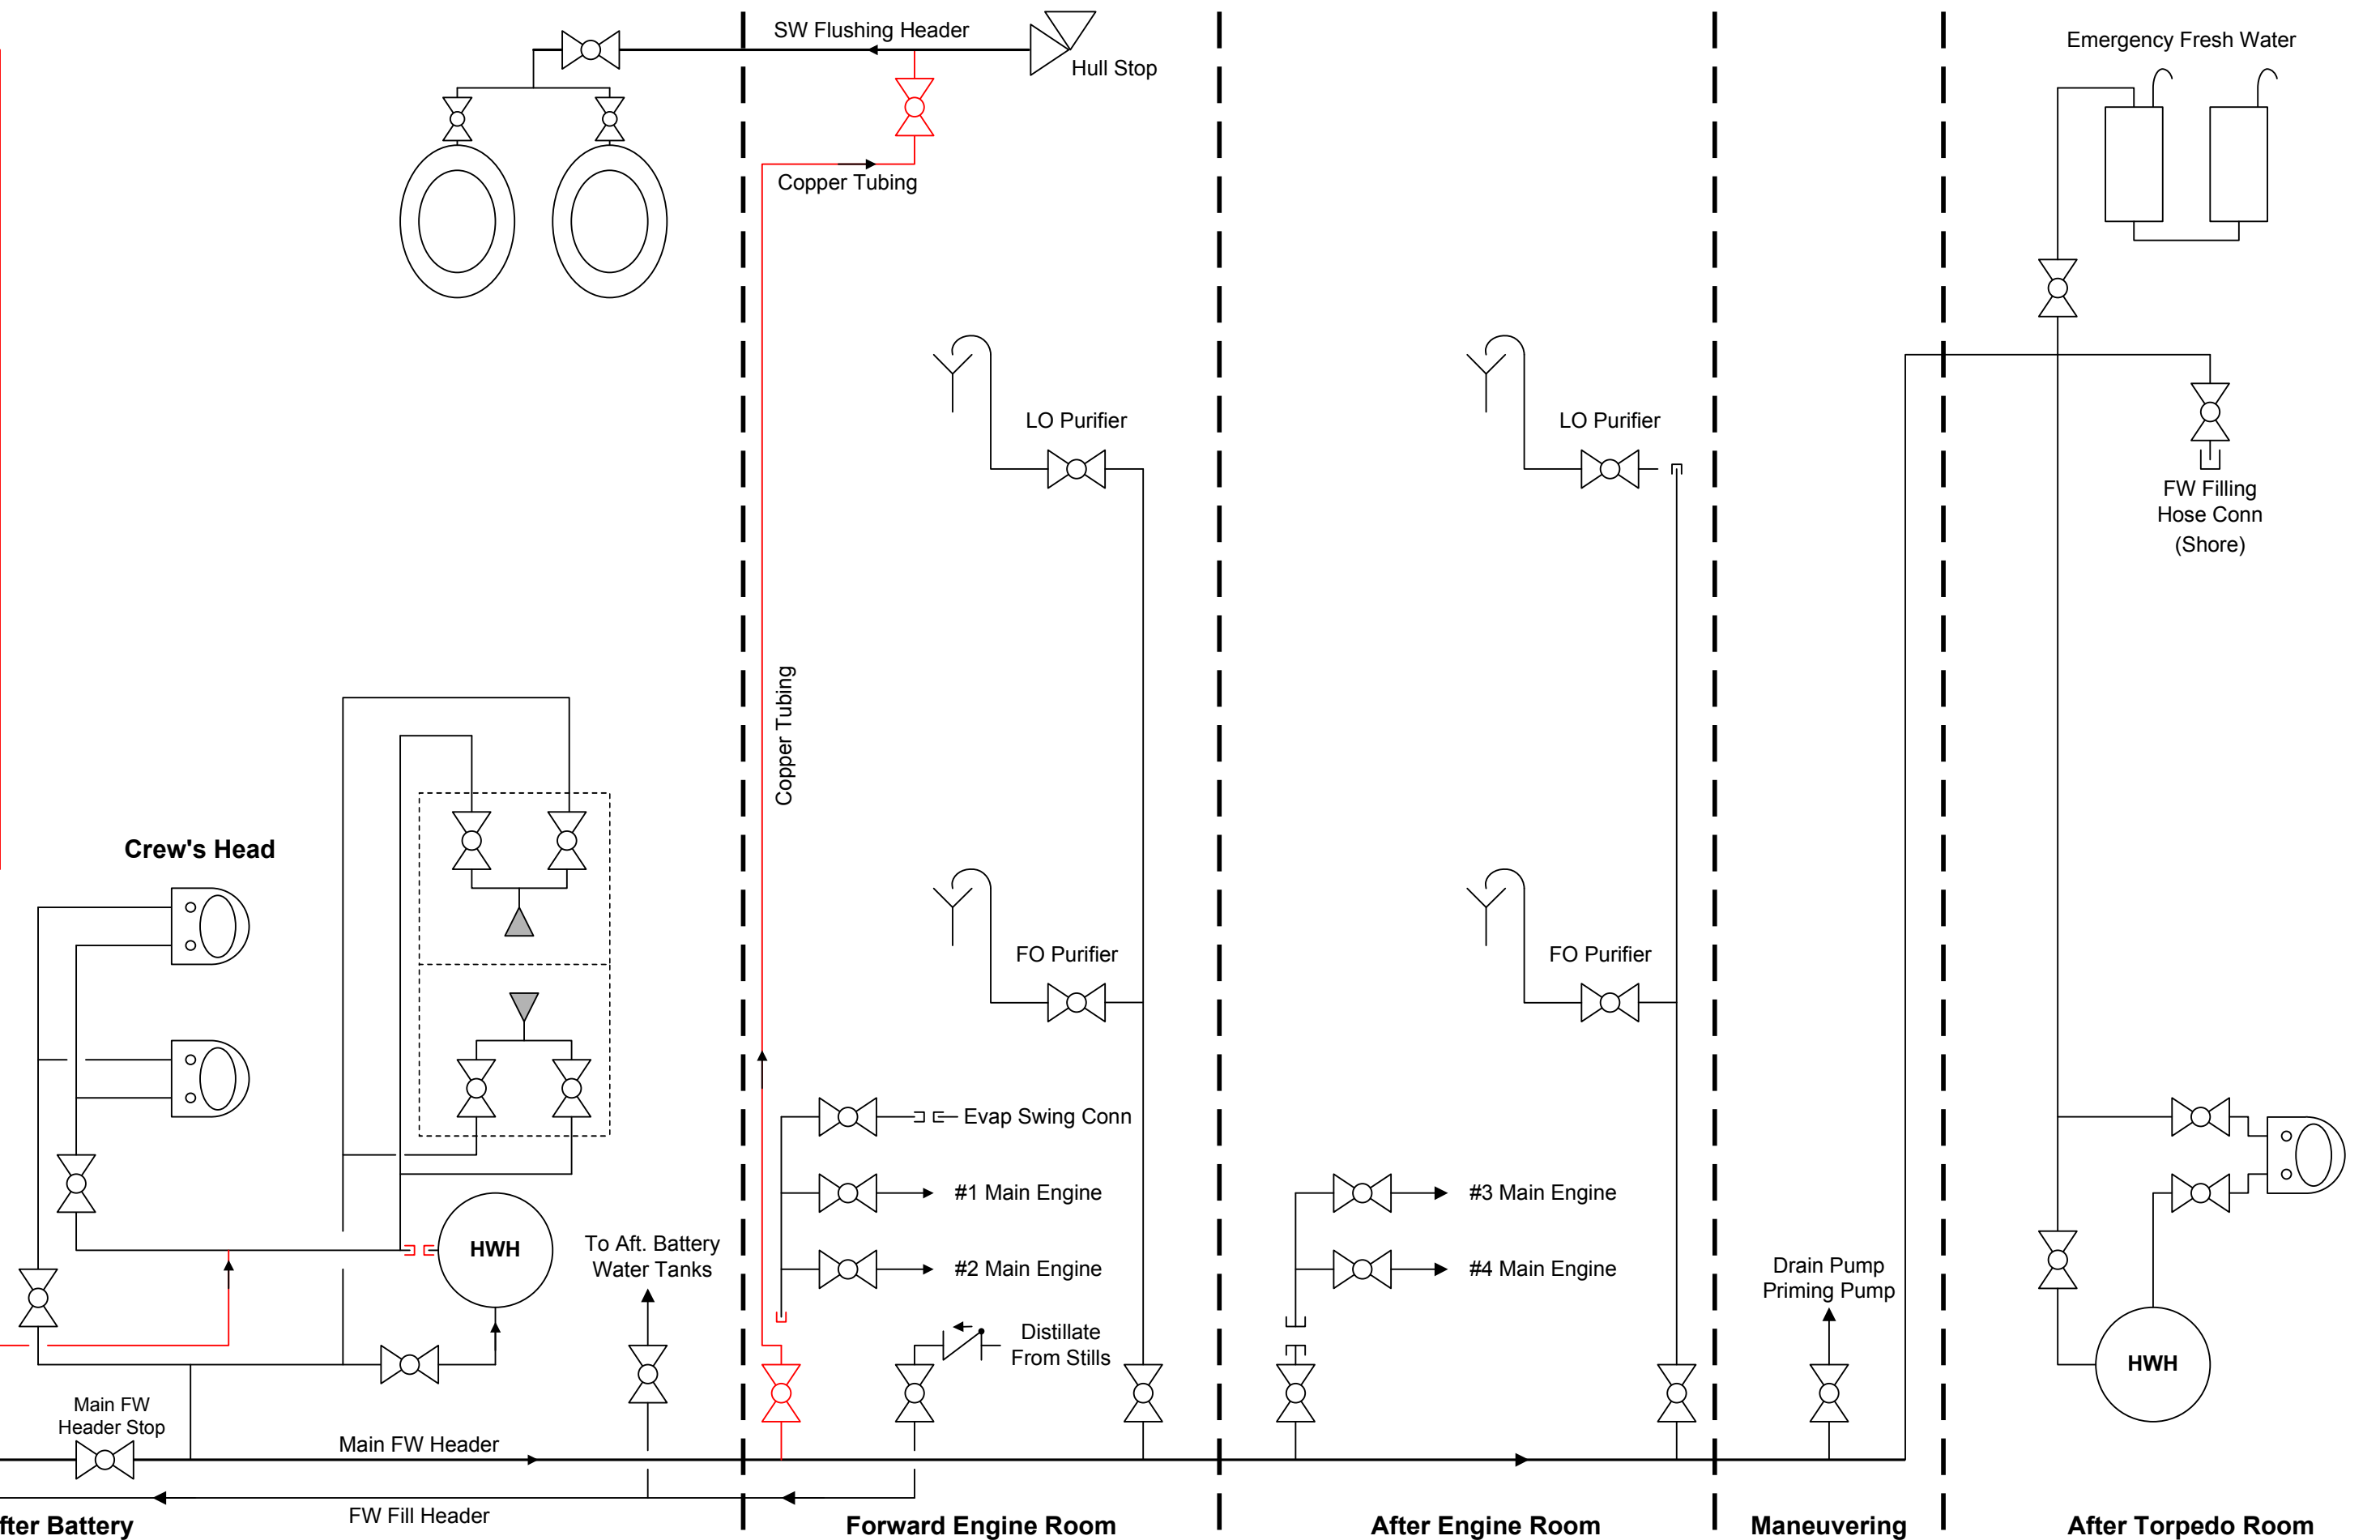 SW Flushing Header
Hull Stop
Emergency Fresh Water
Copper Tubing
LO Purifier
LO Purifier
FW Filling
Hose Conn
(Shore)
Copper Tubing
Crew's Head
FO Purifier
FO Purifier
Evap Swing Conn
#1 Main Engine
#3 Main Engine
HWH
To Aft. Battery
Water Tanks
#2 Main Engine
#4 Main Engine
Drain Pump
Priming Pump
Distillate
From Stills
HWH
Main FW
Header Stop
Main FW Header
FW Fill Header
fter Battery
Forward Engine Room
After Engine Room
Maneuvering
After Torpedo Room